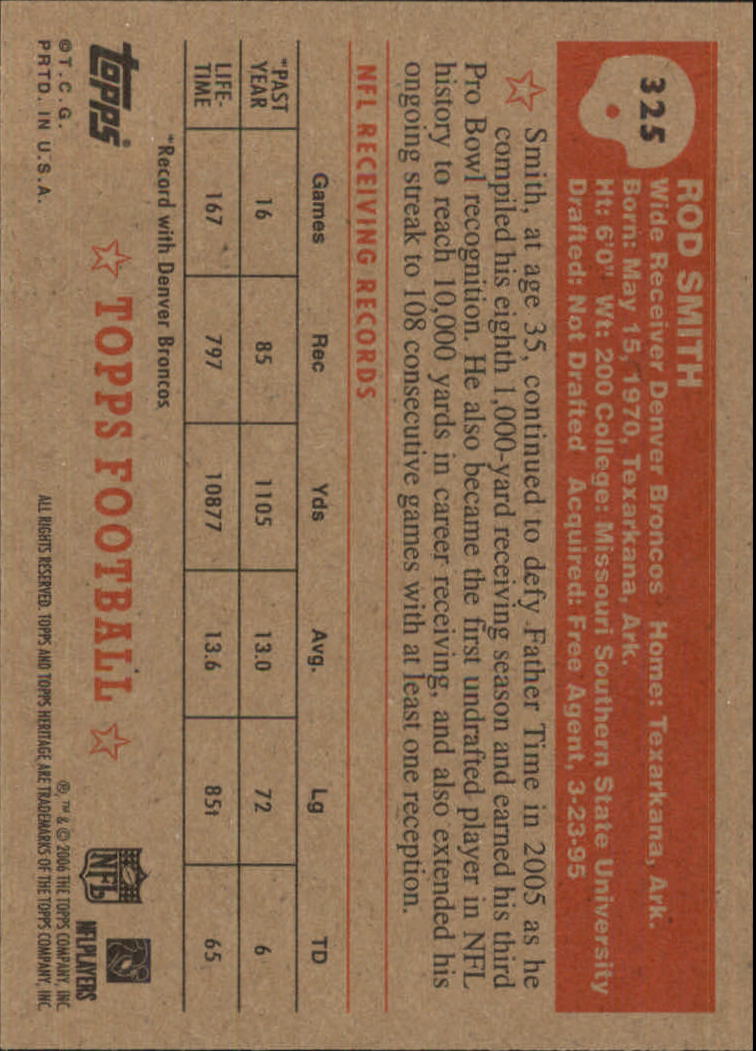 325
ROD SMITH
Wide Receiver Denver Broncos Home: Texarkana, Ark.
Born: May 15, 1970, Texarkana, Ark.
Ht: 6'0" Wt: 200 College: Missouri Southern State University
Drafted: Not Drafted Acquired: Free Agent, 3-23-95
Smith, at age 35, continued to defy Father Time in 2005 as he
compiled his eighth 1,000-yard receiving season and earned his third
Pro Bowl recognition. He also became the first undrafted player in NFL
history to reach 10,000 yards in career receiving, and also extended his
ongoing streak to 108 consecutive games with at least one reception.
NFL RECEIVING RECORDS
Games Rec Yds Avg. Lg TD
*PAST
YEAR 16 85 1105 13.0 72 6
LIFE-
TIME 167 797 10877 13.6 85t 65
*Record with Denver Broncos
topps®
TOPPS FOOTBALL
NFL
NFLPLAYERS
©T.C.G.
PRTD. IN U.S.A.
®, ™ & © 2006 THE TOPPS COMPANY, INC.
ALL RIGHTS RESERVED. TOPPS AND TOPPS HERITAGE ARE TRADEMARKS OF THE TOPPS COMPANY, INC.